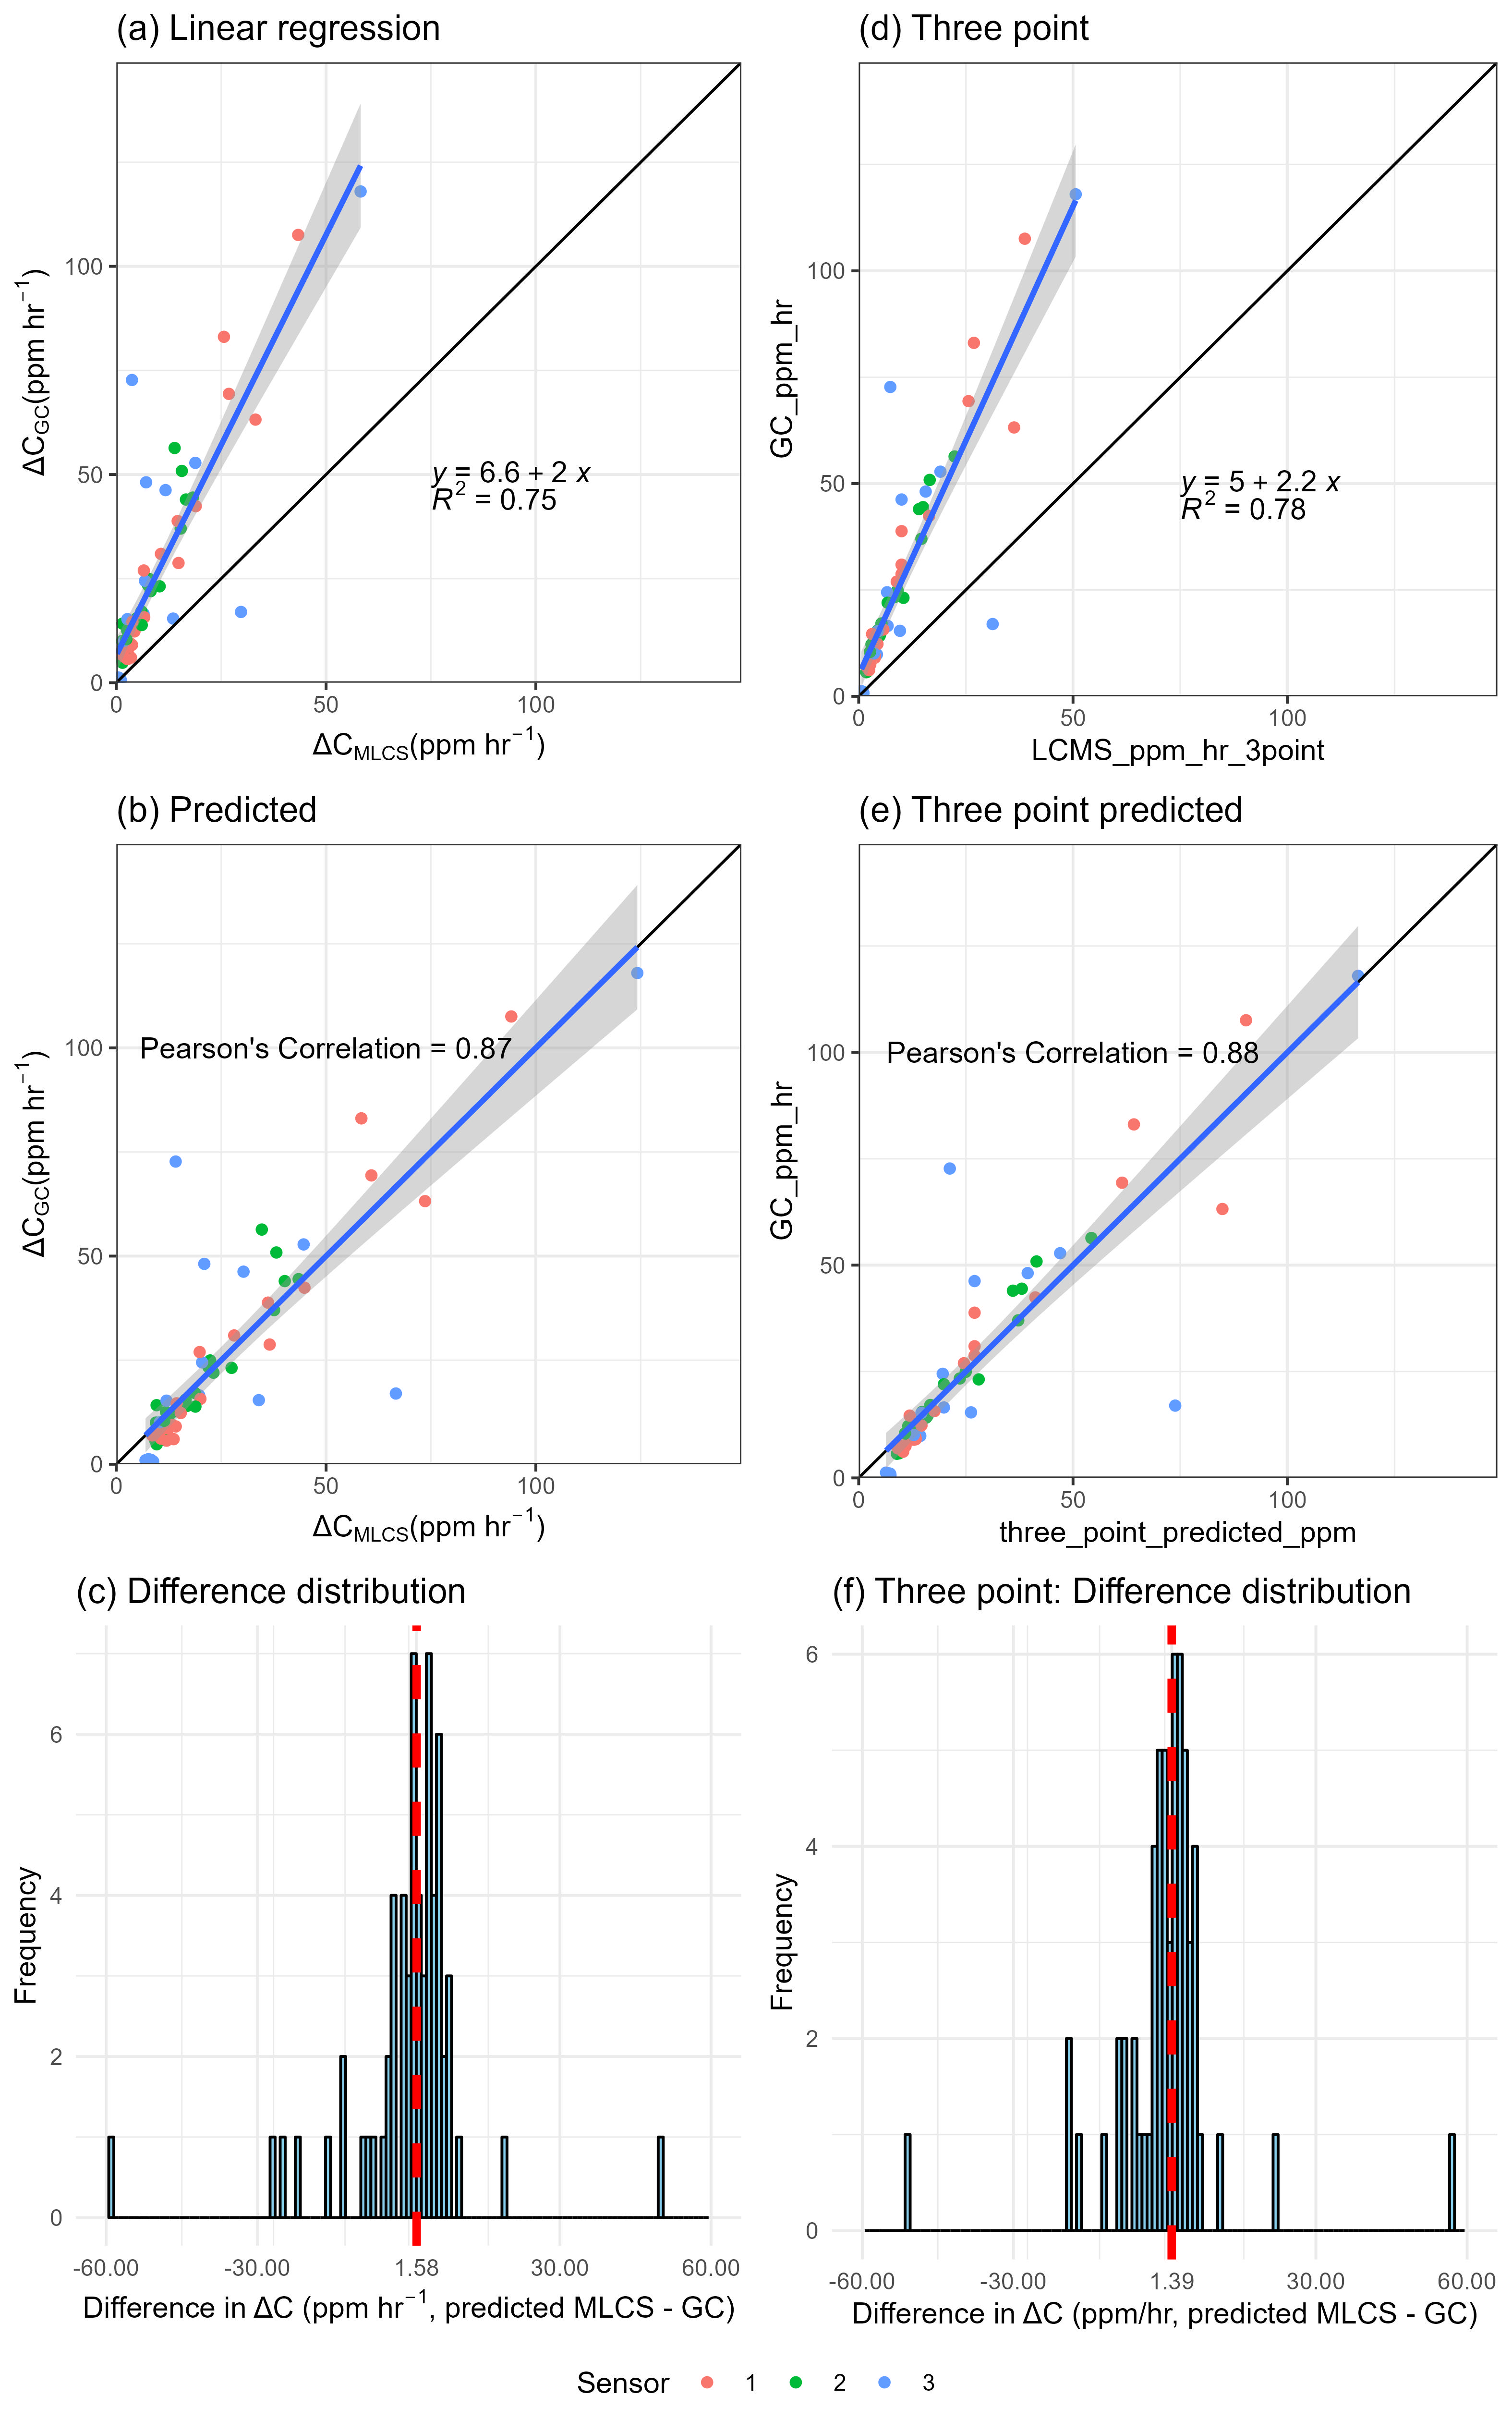 (a) Linear regression
ΔC_GC(ppm hr⁻¹)
100
50
0
y = 6.6 + 2 x
R² = 0.75
0 50 100
ΔC_MLCS(ppm hr⁻¹)
(d) Three point
GC_ppm_hr
100
50
0
y = 5 + 2.2 x
R² = 0.78
0 50 100
LCMS_ppm_hr_3point
(b) Predicted
ΔC_GC(ppm hr⁻¹)
100
50
0
Pearson's Correlation = 0.87
0 50 100
ΔC_MLCS(ppm hr⁻¹)
(e) Three point predicted
GC_ppm_hr
100
50
0
Pearson's Correlation = 0.88
0 50 100
three_point_predicted_ppm
(c) Difference distribution
Frequency
6
4
2
0
-60.00 -30.00 1.58 30.00 60.00
Difference in ΔC (ppm hr⁻¹, predicted MLCS - GC)
(f) Three point: Difference distribution
Frequency
6
4
2
0
-60.00 -30.00 1.39 30.00 60.00
Difference in ΔC (ppm/hr, predicted MLCS - GC)
Sensor 1 2 3